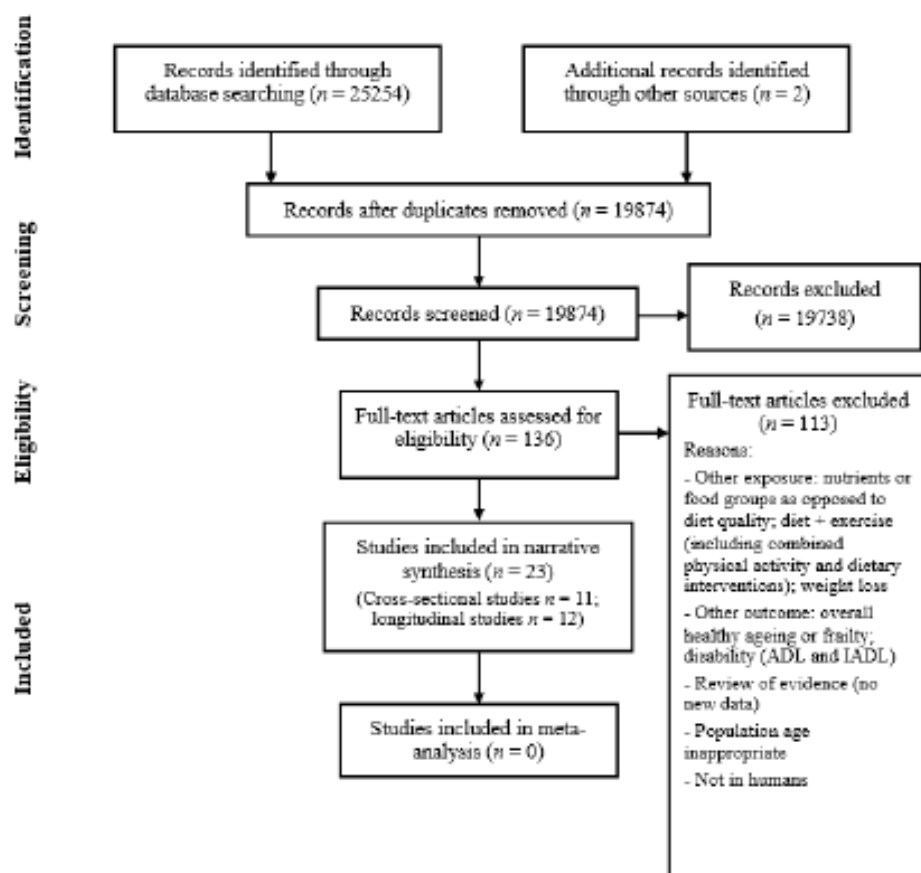 Identification
Records identified through
database searching (n = 25254)
Additional records identified
through other sources (n = 2)
Records after duplicates removed (n = 19874)
Screening
Records screened (n = 19874)
Records excluded
(n = 19738)
Eligibility
Full-text articles assessed for
eligibility (n = 136)
Full-text articles excluded
(n = 113)
Reasons:
- Other exposure: nutrients or
food groups as opposed to
diet quality; diet + exercise
(including combined
physical activity and dietary
interventions); weight loss
- Other outcome: overall
healthy ageing or frailty;
disability (ADL and IADL)
- Review of evidence (no
new data)
- Population age
inappropriate
- Not in humans
Included
Studies included in narrative
synthesis (n = 23)
(Cross-sectional studies n = 11;
longitudinal studies n = 12)
Studies included in meta-
analysis (n = 0)